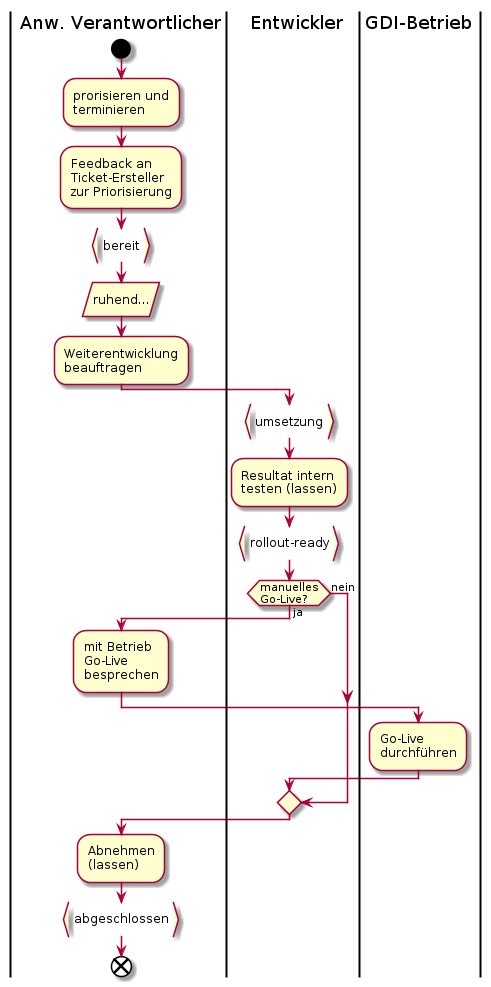 Anw. Verantwortlicher
Entwickler
GDI-Betrieb
prorisieren und
terminieren
Feedback an
Ticket-Ersteller
zur Priorisierung
bereit
ruhend...
Weiterentwicklung
beauftragen
umsetzung
Resultat intern
testen (lassen)
rollout-ready
manuelles
Go-Live?
nein
ja
mit Betrieb
Go-Live
besprechen
Go-Live
durchführen
Abnehmen
(lassen)
abgeschlossen